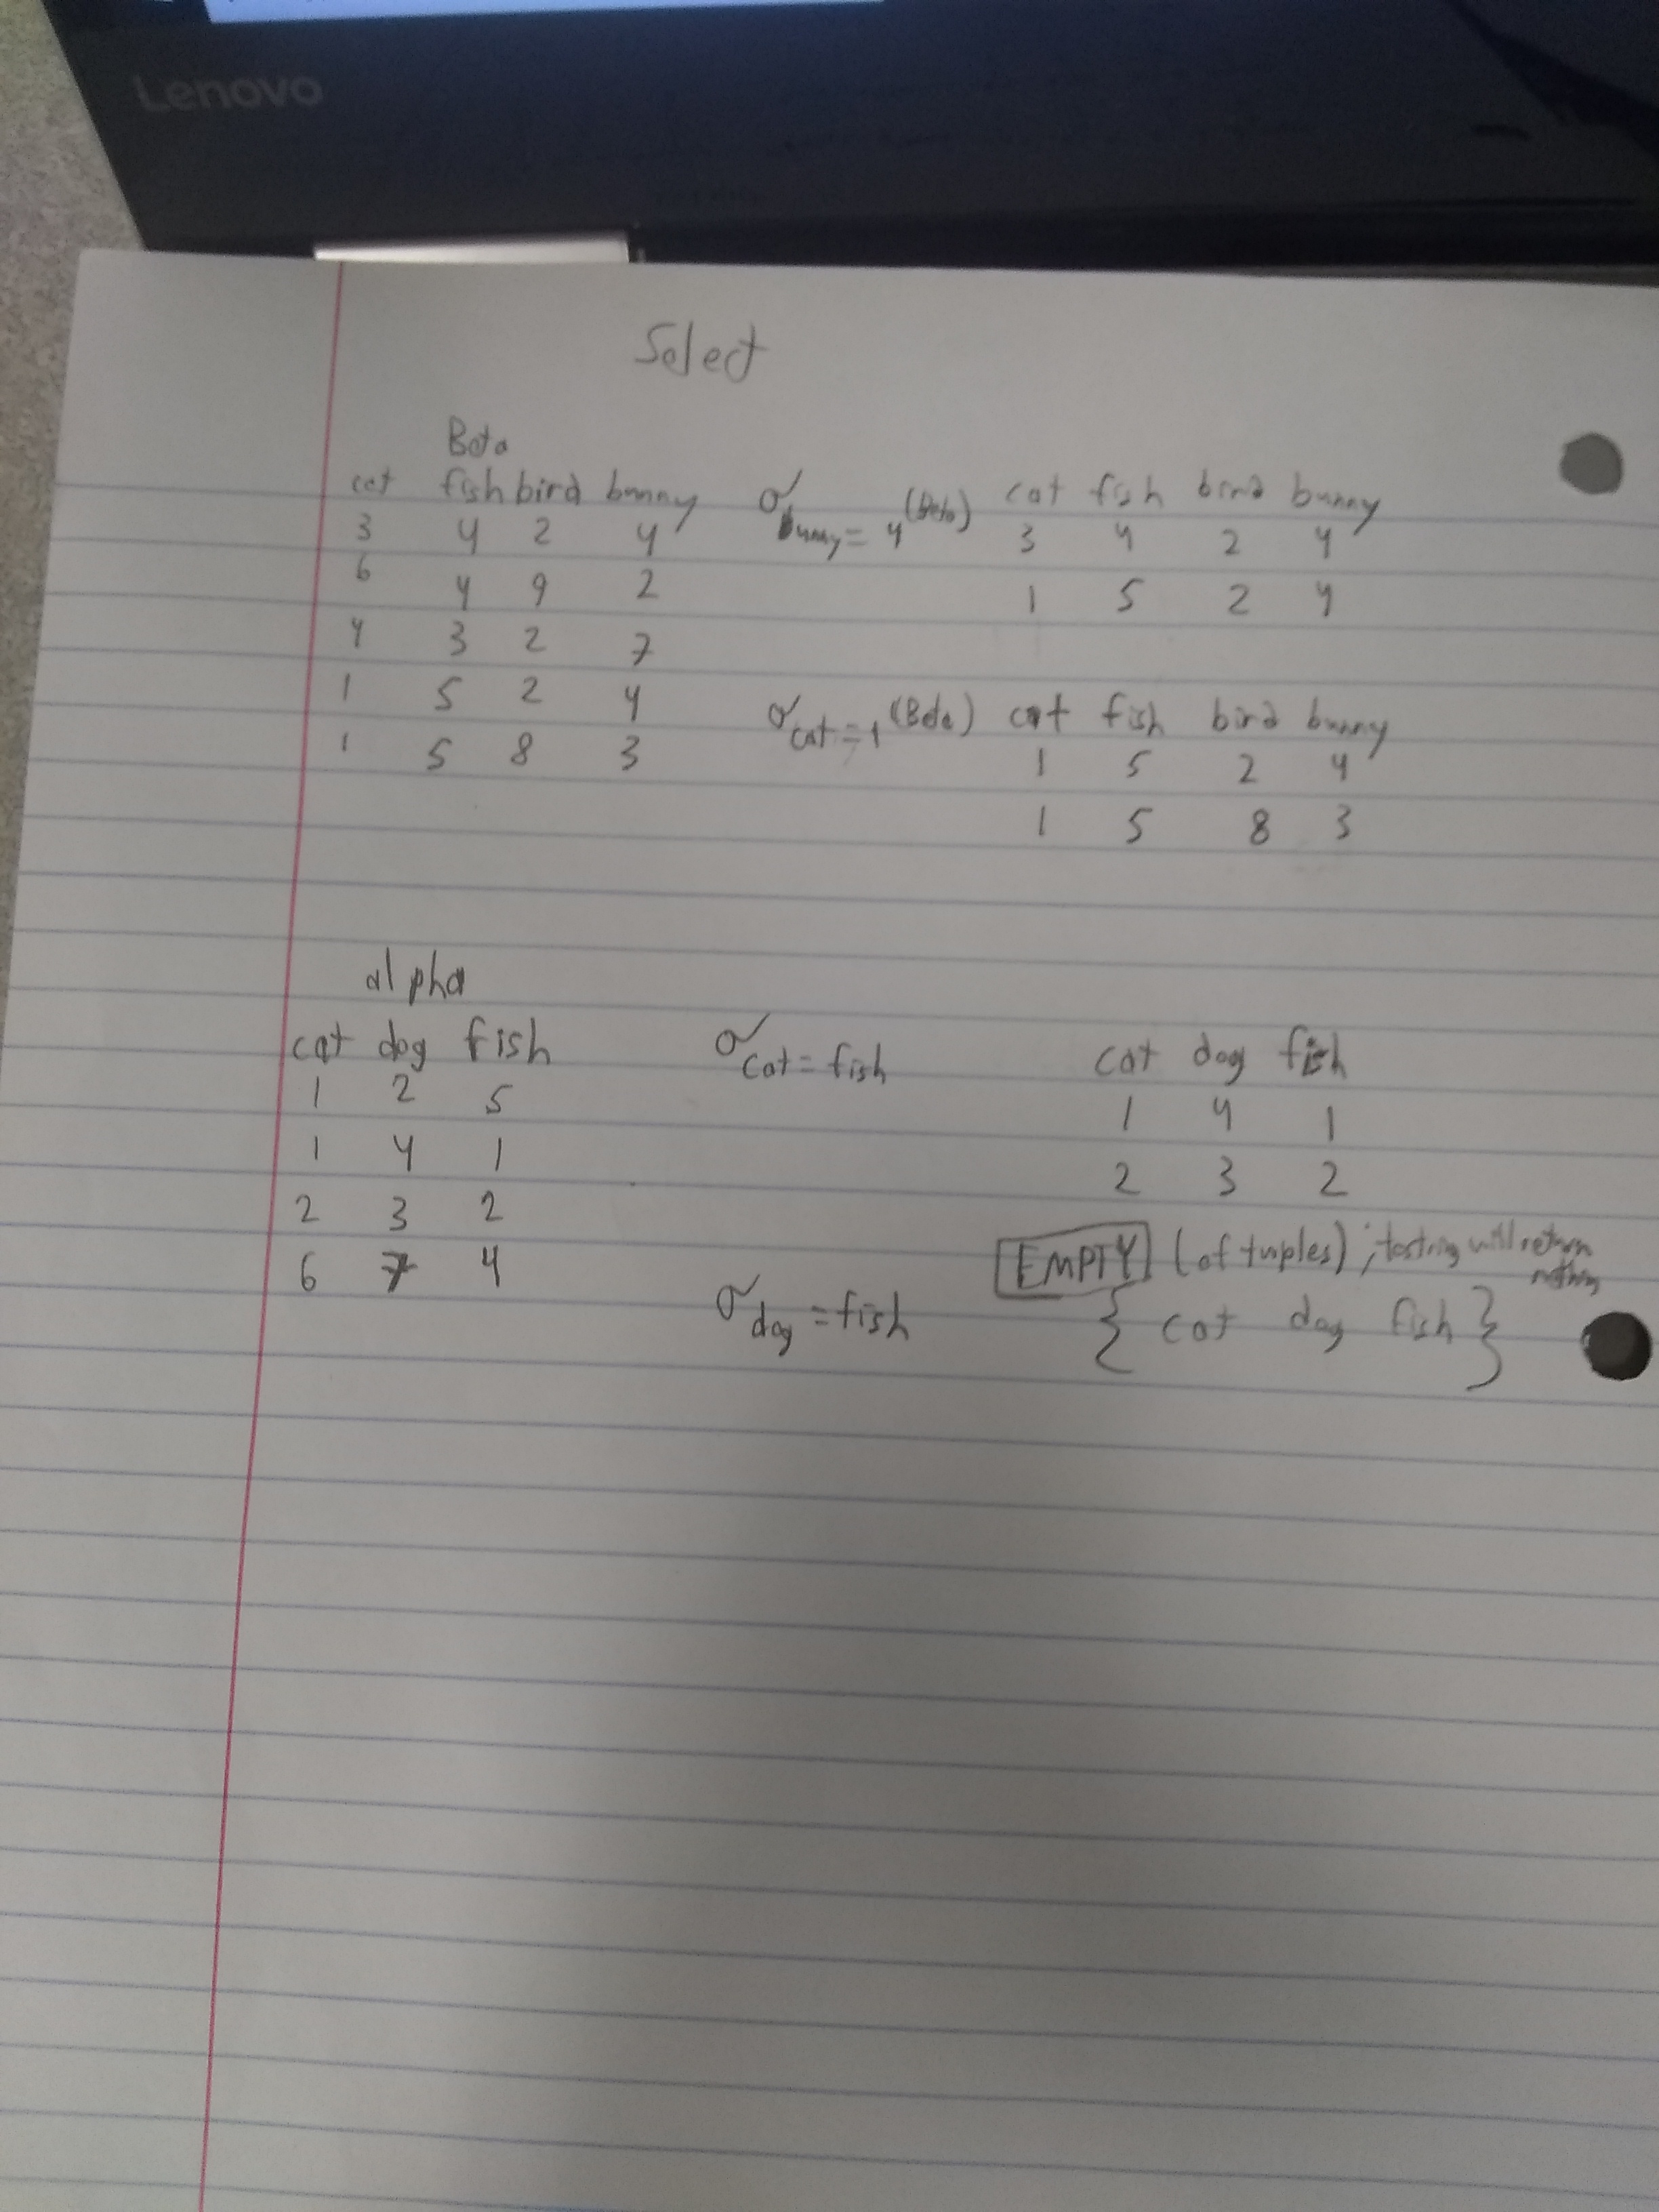 Lenovo
Select
Beta
cat fish bird bunny
3 4 2 4
6 4 9 2
4 3 2 7
1 5 2 4
1 5 8 3
σ bunny = 4 (Beta)
cat fish bird bunny
3 4 2 4
1 5 2 4
σ cat = 1 (Beta)
cat fish bird bunny
1 5 2 4
1 5 8 3
alpha
cat dog fish
1 2 5
1 4 1
2 3 2
6 7 4
σ cat = fish
cat dog fish
1 4 1
2 3 2
σ dog = fish
EMPTY (of tuples); tostring will return
nothing
{ cat dog fish }